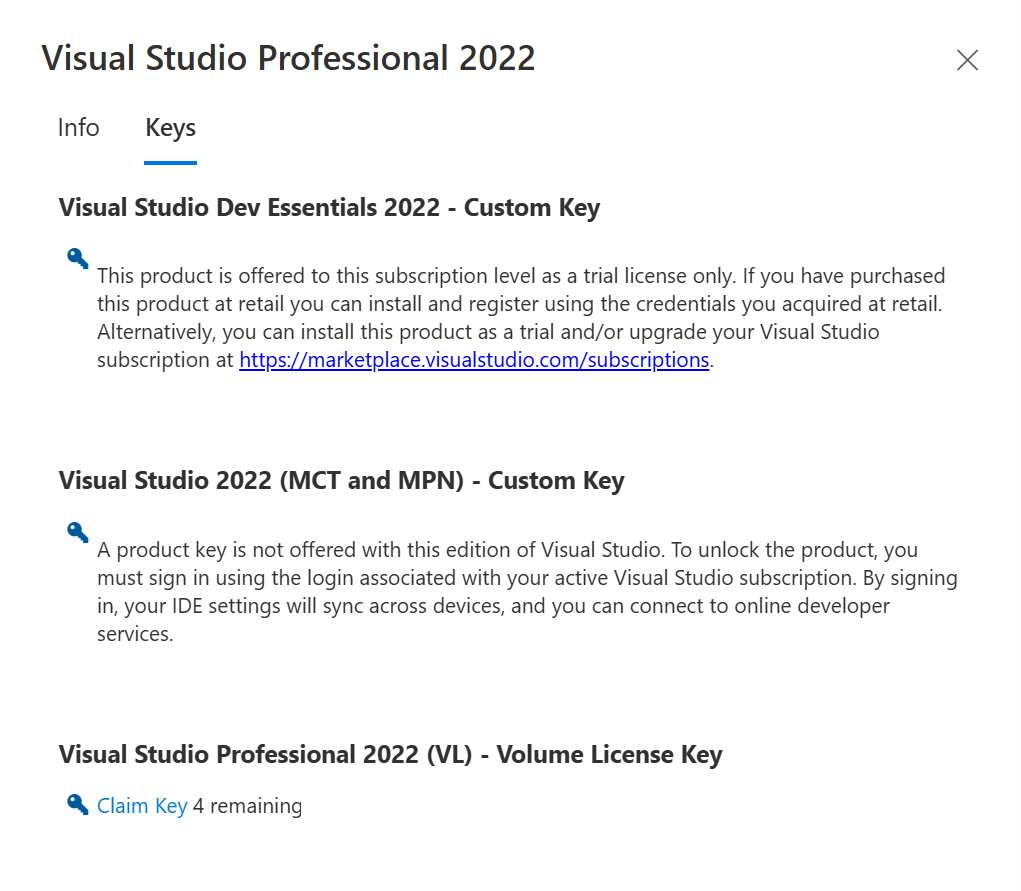 Visual Studio Professional 2022
Info Keys
Visual Studio Dev Essentials 2022 - Custom Key
This product is offered to this subscription level as a trial license only. If you have purchased
this product at retail you can install and register using the credentials you acquired at retail.
Alternatively, you can install this product as a trial and/or upgrade your Visual Studio
subscription at https://marketplace.visualstudio.com/subscriptions.
Visual Studio 2022 (MCT and MPN) - Custom Key
A product key is not offered with this edition of Visual Studio. To unlock the product, you
must sign in using the login associated with your active Visual Studio subscription. By signing
in, your IDE settings will sync across devices, and you can connect to online developer
services.
Visual Studio Professional 2022 (VL) - Volume License Key
Claim Key 4 remaining